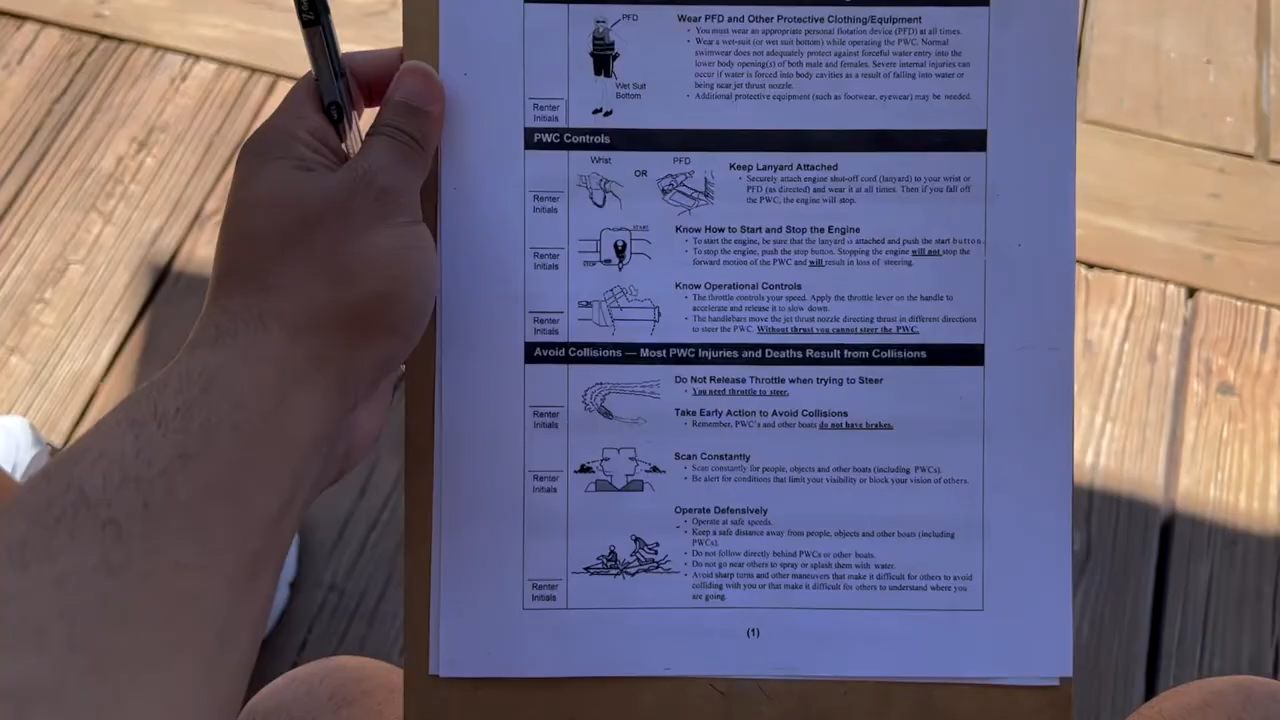 PFD
Wet Suit
Bottom
Renter
Initials
Wear PFD and Other Protective Clothing/Equipment
• You must wear an appropriate personal flotation device (PFD) at all times.
• Wear a wet-suit (or wet suit bottom) while operating the PWC. Normal
swimwear does not adequately protect against forceful water entry into the
lower body opening(s) of both male and females. Severe internal injuries can
occur if water is forced into body cavities as a result of falling into water or
being near jet thrust nozzle.
• Additional protective equipment (such as footwear, eyewear) may be needed.
PWC Controls
Wrist
OR
PFD
Renter
Initials
Keep Lanyard Attached
• Securely attach engine shut-off cord (lanyard) to your wrist or
PFD (as directed) and wear it at all times. Then if you fall off
the PWC, the engine will stop.
START
STOP
Renter
Initials
Know How to Start and Stop the Engine
• To start the engine, be sure that the lanyard is attached and push the start button.
• To stop the engine, push the stop button. Stopping the engine will not stop the
forward motion of the PWC and will result in loss of steering.
Renter
Initials
Know Operational Controls
• The throttle controls your speed. Apply the throttle lever on the handle to
accelerate and release it to slow down.
• The handlebars move the jet thrust nozzle directing thrust in different directions
to steer the PWC. Without thrust you cannot steer the PWC.
Avoid Collisions — Most PWC Injuries and Deaths Result from Collisions
Renter
Initials
Do Not Release Throttle when trying to Steer
• You need throttle to steer.
Take Early Action to Avoid Collisions
• Remember, PWC's and other boats do not have brakes.
Renter
Initials
Scan Constantly
• Scan constantly for people, objects and other boats (including PWCs).
• Be alert for conditions that limit your visibility or block your vision of others.
Renter
Initials
Operate Defensively
• Operate at safe speeds.
• Keep a safe distance away from people, objects and other boats (including
PWCs).
• Do not follow directly behind PWCs or other boats.
• Do not go near others to spray or splash them with water.
• Avoid sharp turns and other maneuvers that make it difficult for others to avoid
colliding with you or that make it difficult for others to understand where you
are going.
(1)